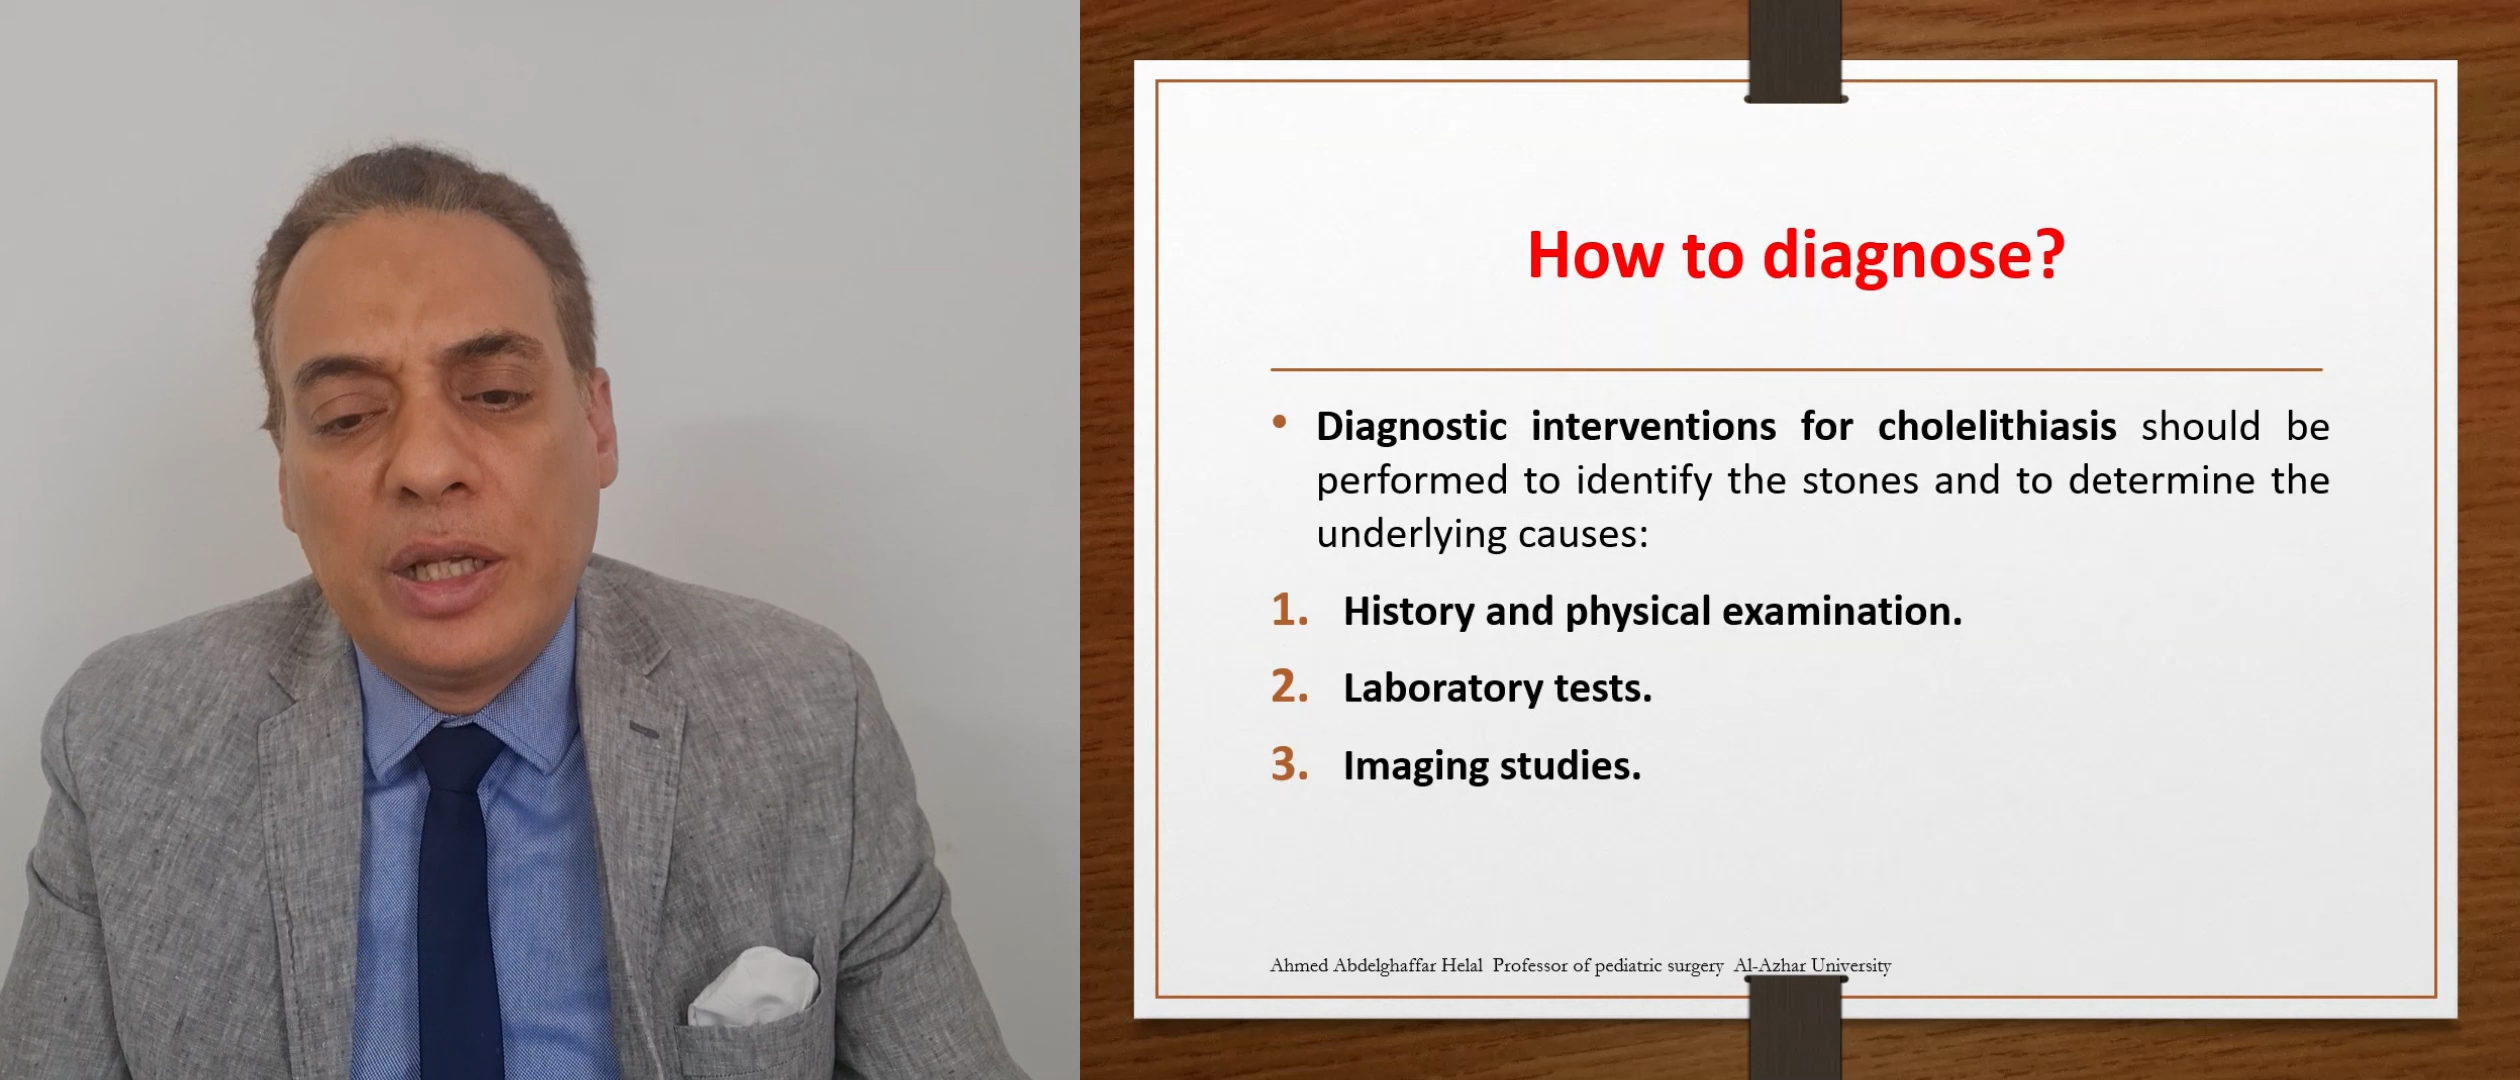 How to diagnose?
• Diagnostic interventions for cholelithiasis should be
performed to identify the stones and to determine the
underlying causes:
1. History and physical examination.
2. Laboratory tests.
3. Imaging studies.
Ahmed Abdelghaffar Helal Professor of pediatric surgery Al-Azhar University